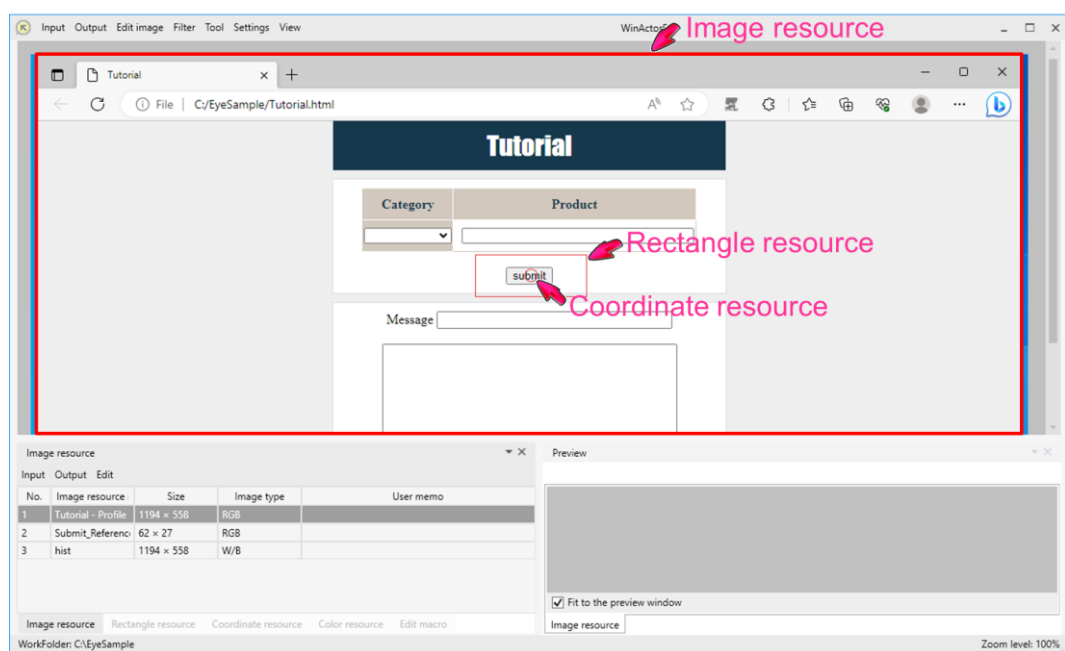 Input Output Edit image Filter Tool Settings View
Image resource
Tutorial
File C:/EyeSample/Tutorial.html
Tutorial
Category Product
Rectangle resource
submit
Coordinate resource
Message
Image resource
Preview
Input Output Edit
No. Image resource Size Image type User memo
1 Tutorial - Profile 1194 × 558 RGB
2 62 × 27 RGB
3 hist 1194 × 558 W/B
Fit to the preview window
Image resource Rectangle resource Coordinate resource Color resource Edit macro
Image resource
WorkFolder: C:\EyeSample
Zoom level: 100%